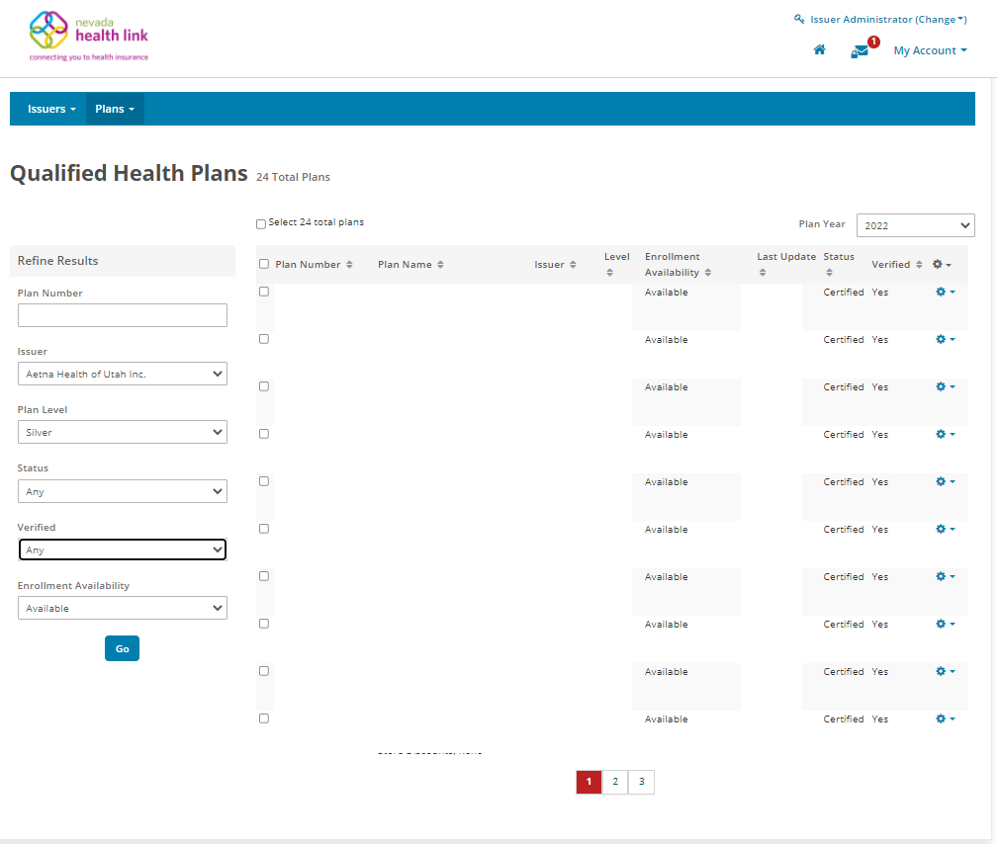 nevada
health link
connecting you to health insurance
Issuer Administrator (Change)
1
My Account
Issuers
Plans
Qualified Health Plans 24 Total Plans
Select 24 total plans
Plan Year
2022
Refine Results
Plan Number
Issuer
Aetna Health of Utah Inc.
Plan Level
Silver
Status
Any
Verified
Any
Enrollment Availability
Available
Go
Plan Number
Plan Name
Issuer
Level
Enrollment
Availability
Last Update
Status
Verified
Available Certified Yes
Available Certified Yes
Available Certified Yes
Available Certified Yes
Available Certified Yes
Available Certified Yes
Available Certified Yes
Available Certified Yes
Available Certified Yes
Available Certified Yes
1 2 3